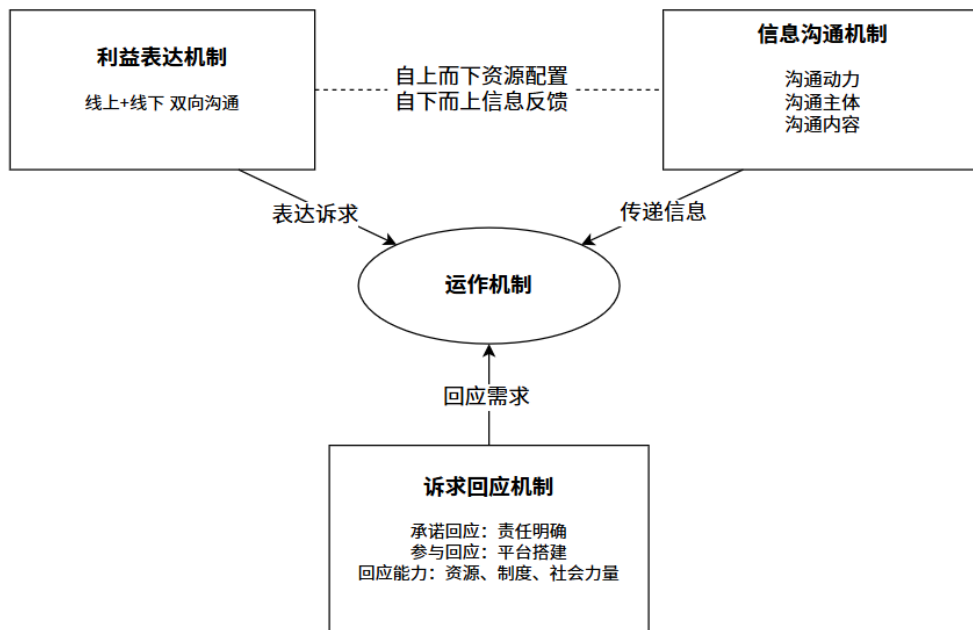 利益表达机制
线上+线下 双向沟通
自上而下资源配置
自下而上信息反馈
信息沟通机制
沟通动力
沟通主体
沟通内容
表达诉求
传递信息
运作机制
回应需求
诉求回应机制
承诺回应：责任明确
参与回应：平台搭建
回应能力：资源、制度、社会力量